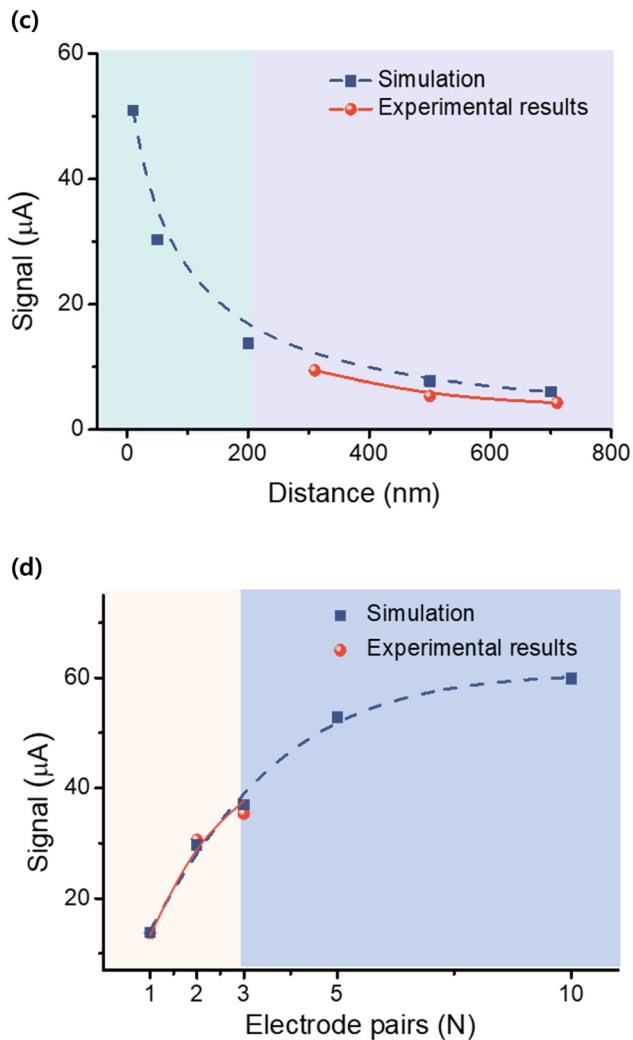 (c)
60
40
20
0
Signal (μA)
Simulation
Experimental results
0
200
400
600
800
Distance (nm)
(d)
60
40
20
Signal (μA)
Simulation
Experimental results
1
2
3
5
10
Electrode pairs (N)